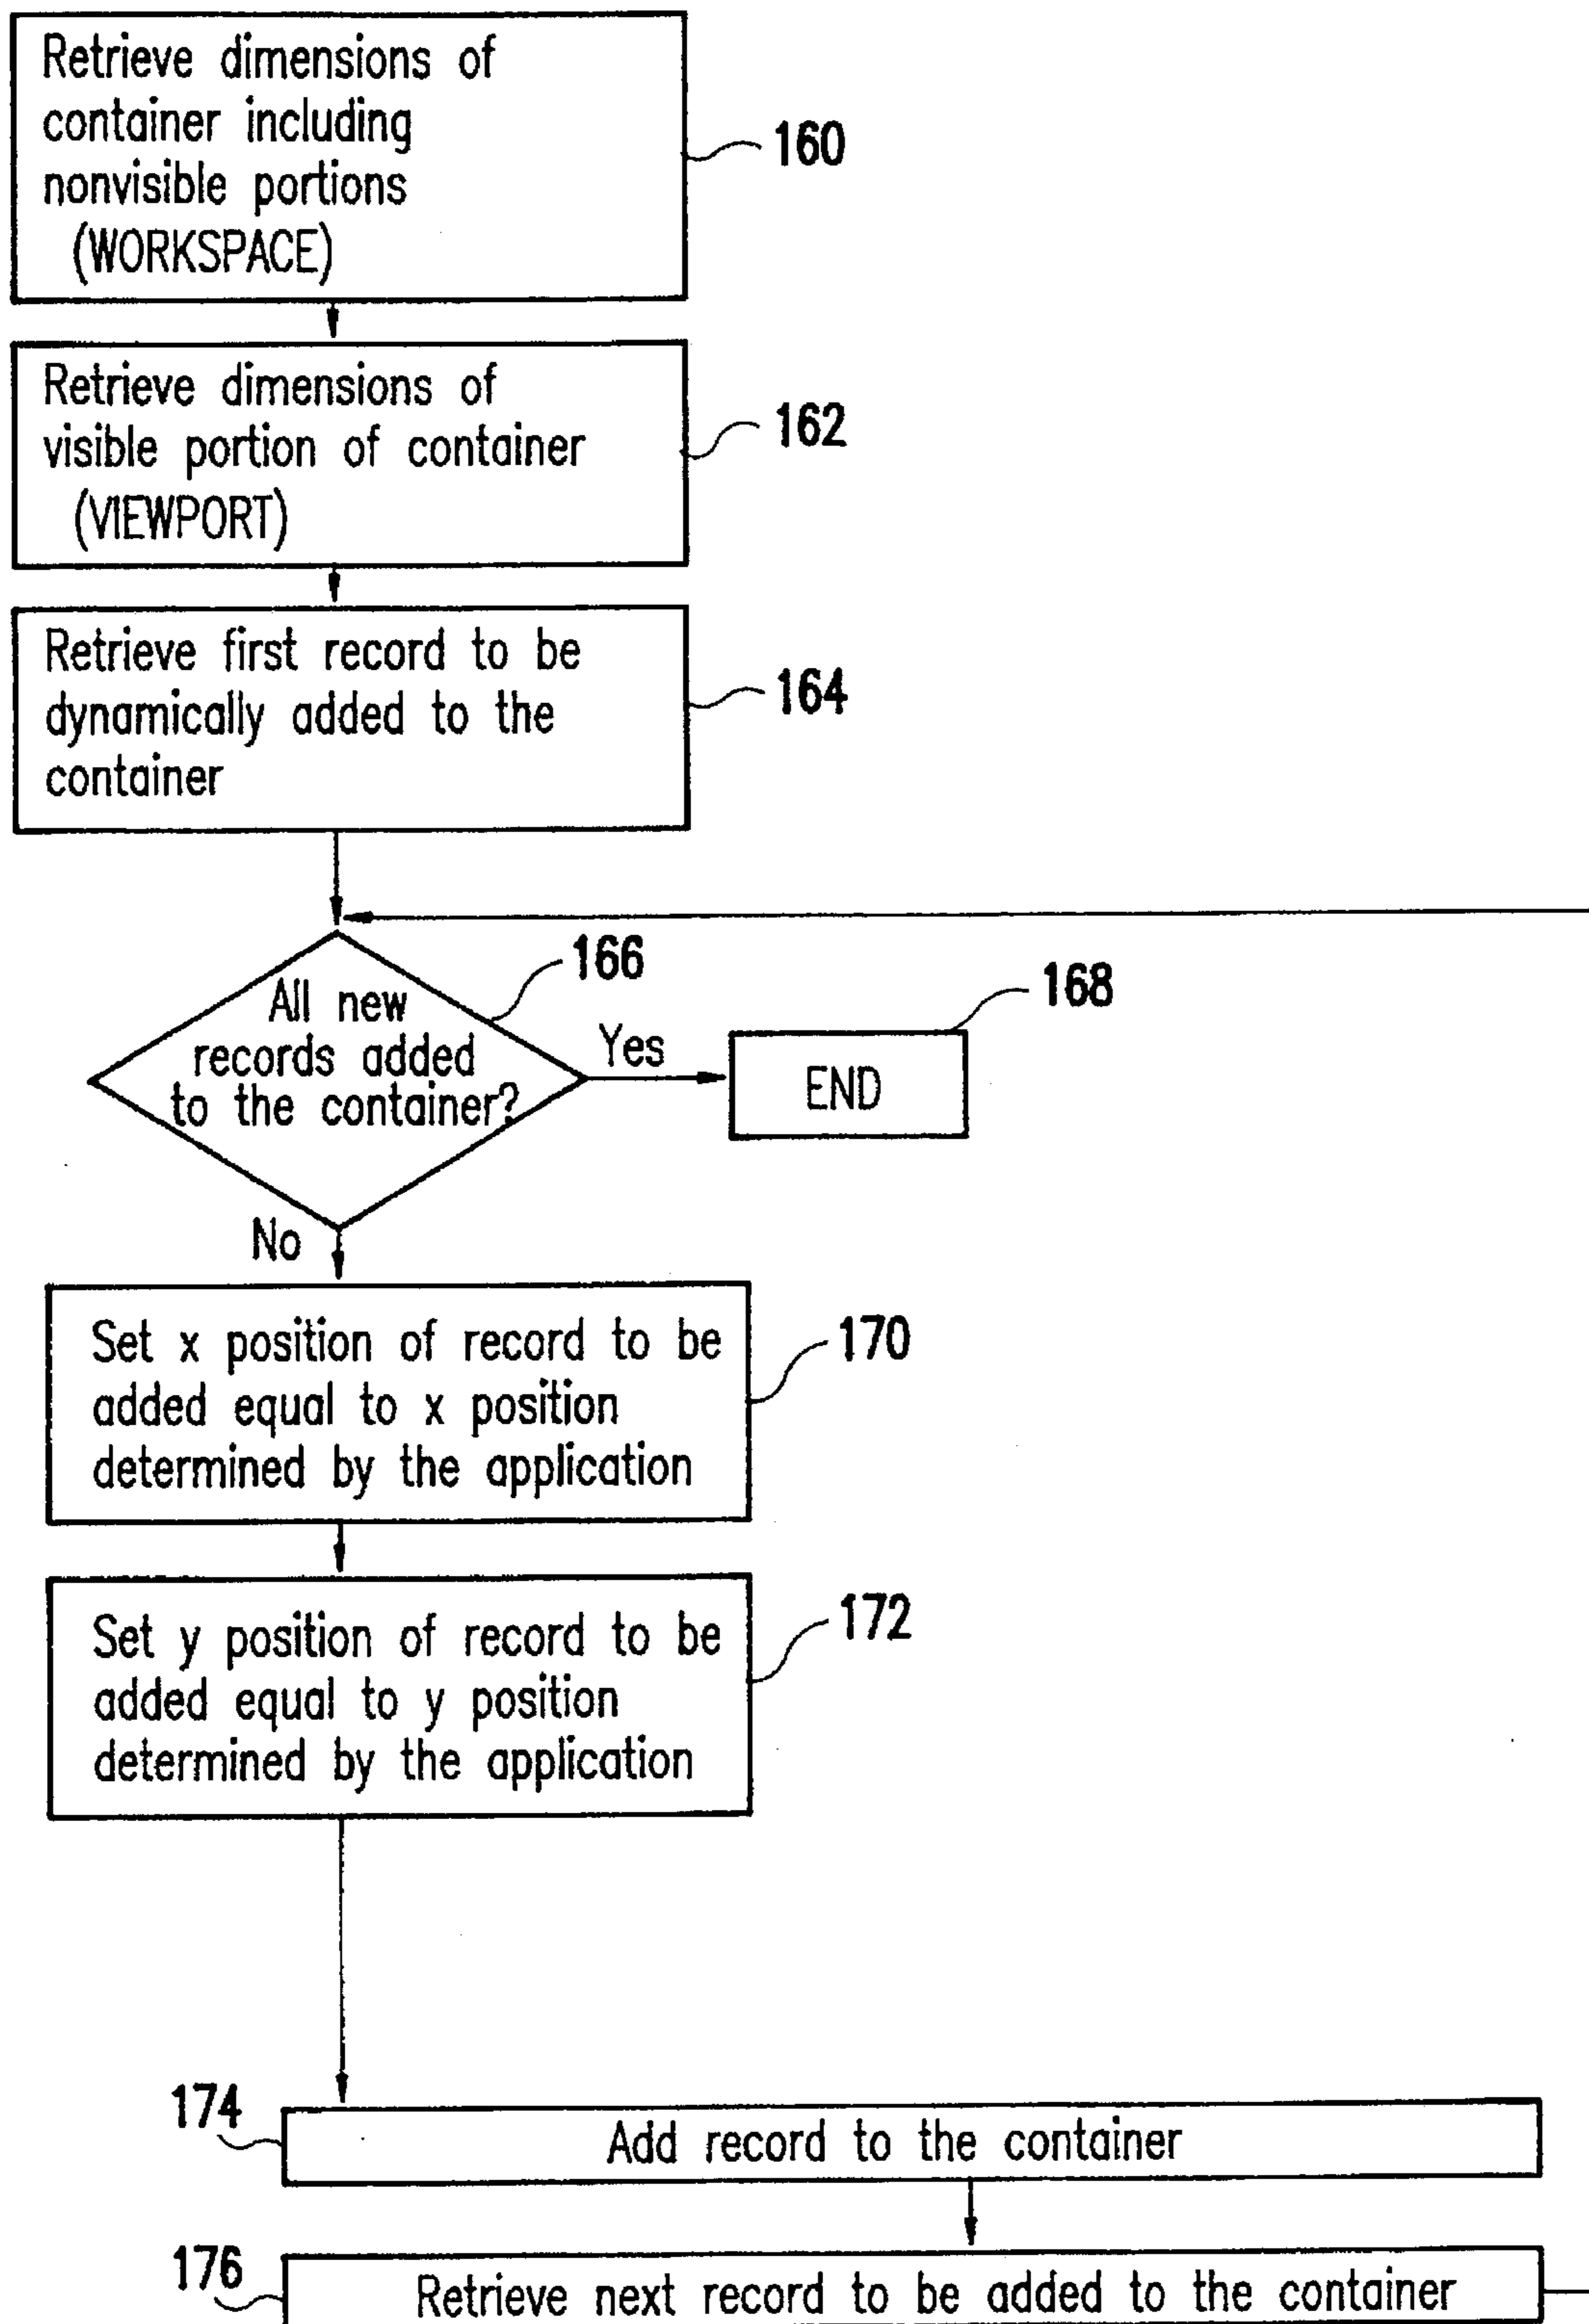 Retrieve dimensions of
container including
nonvisible portions
(WORKSPACE)
160
Retrieve dimensions of
visible portion of container
(VIEWPORT)
162
Retrieve first record to be
dynamically added to the
container
164
All new
records added
to the container?
166
Yes
END
168
No
Set x position of record to be
added equal to x position
determined by the application
170
Set y position of record to be
added equal to y position
determined by the application
172
174
Add record to the container
176
Retrieve next record to be added to the container